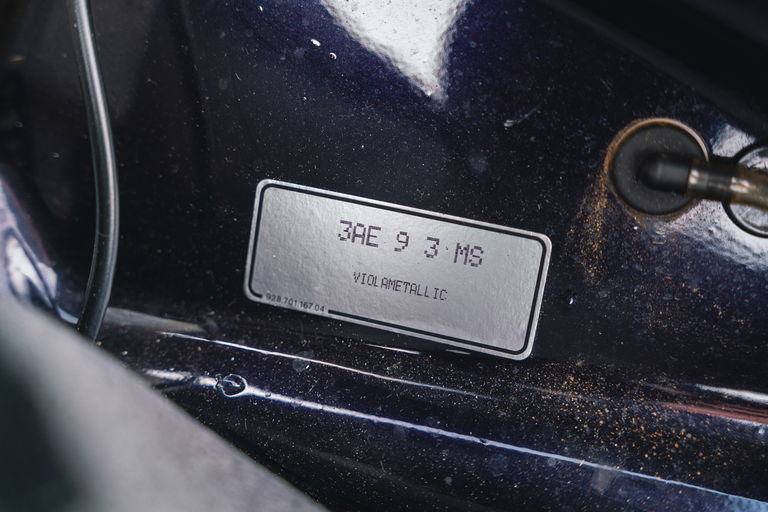 3AE 9 3 MS
VIOLAMETALLIC
928.701.167.04